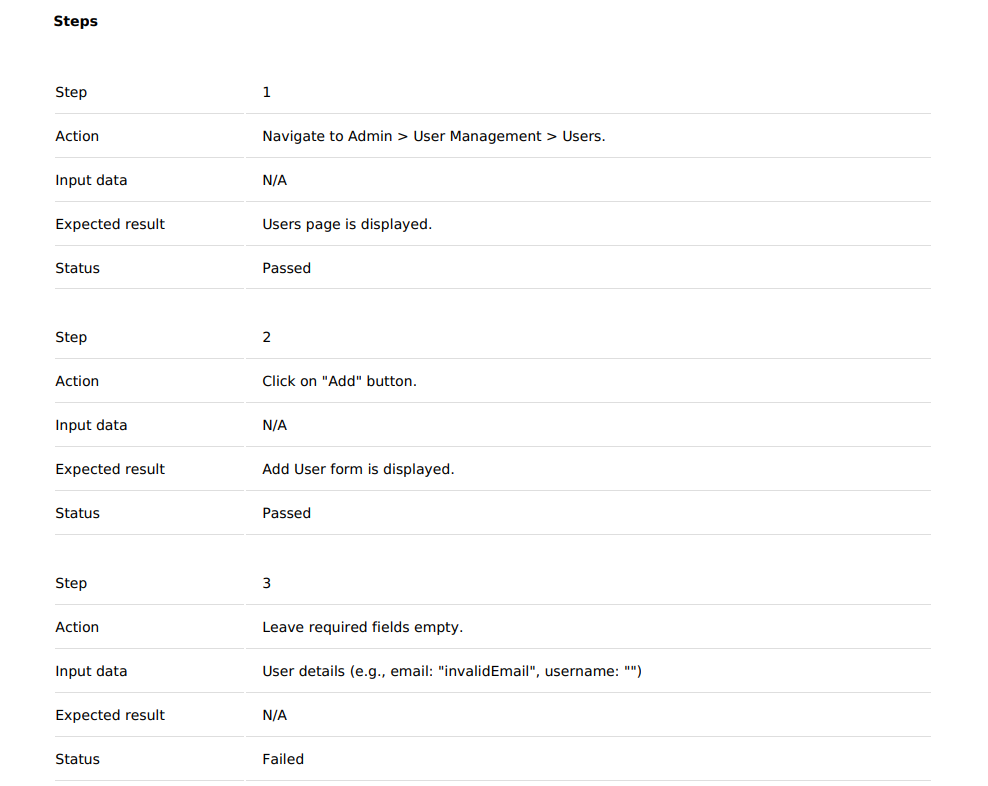 Steps
Step 1
Action Navigate to Admin > User Management > Users.
Input data N/A
Expected result Users page is displayed.
Status Passed
Step 2
Action Click on "Add" button.
Input data N/A
Expected result Add User form is displayed.
Status Passed
Step 3
Action Leave required fields empty.
Input data User details (e.g., email: "invalidEmail", username: "")
Expected result N/A
Status Failed